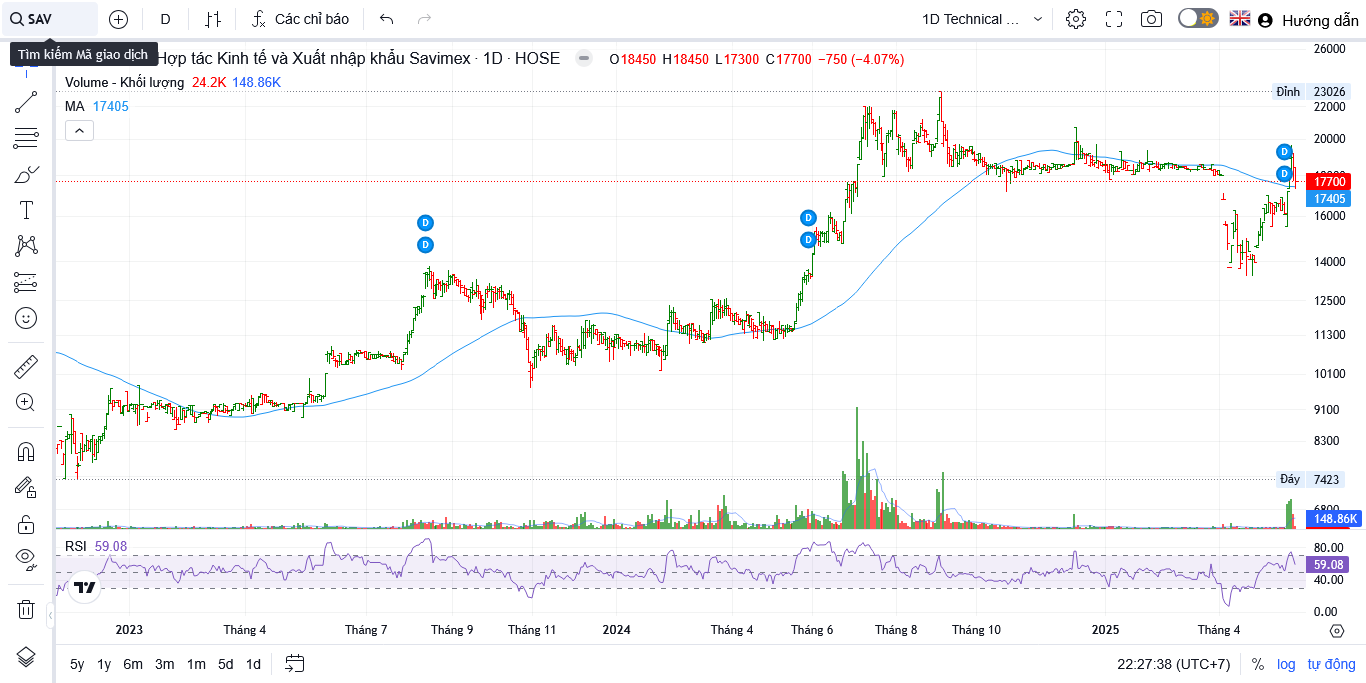 SAV
D
Các chỉ báo
1D Technical ...
Hướng dẫn
Tìm kiếm Mã giao dịch
Hợp tác Kinh tế và Xuất nhập khẩu Savimex · 1D · HOSE
O18450 H18450 L17300 C17700 −750 (−4.07%)
Volume - Khối lượng 24.2K 148.86K
MA 17405
26000
Đỉnh 23026
22000
20000
D
D
17700
17405
D
D
D
D
16000
14000
12500
11300
10100
9100
8300
Đáy 7423
148.86K
RSI 59.08
80.00
59.08
40.00
0.00
2023 Tháng 4 Tháng 7 Tháng 9 Tháng 11 2024 Tháng 4 Tháng 6 Tháng 8 Tháng 10 2025 Tháng 4
5y 1y 6m 3m 1m 5d 1d
22:27:38 (UTC+7) % log tự động